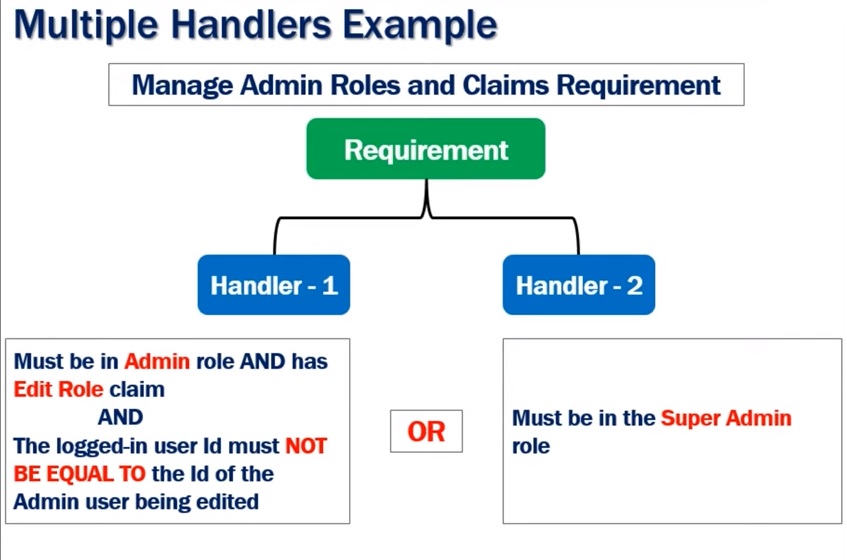 Multiple Handlers Example
Manage Admin Roles and Claims Requirement
Requirement
Handler - 1
Handler - 2
Must be in Admin role AND has
Edit Role claim
AND
The logged-in user Id must NOT
BE EQUAL TO the Id of the
Admin user being edited
OR
Must be in the Super Admin
role